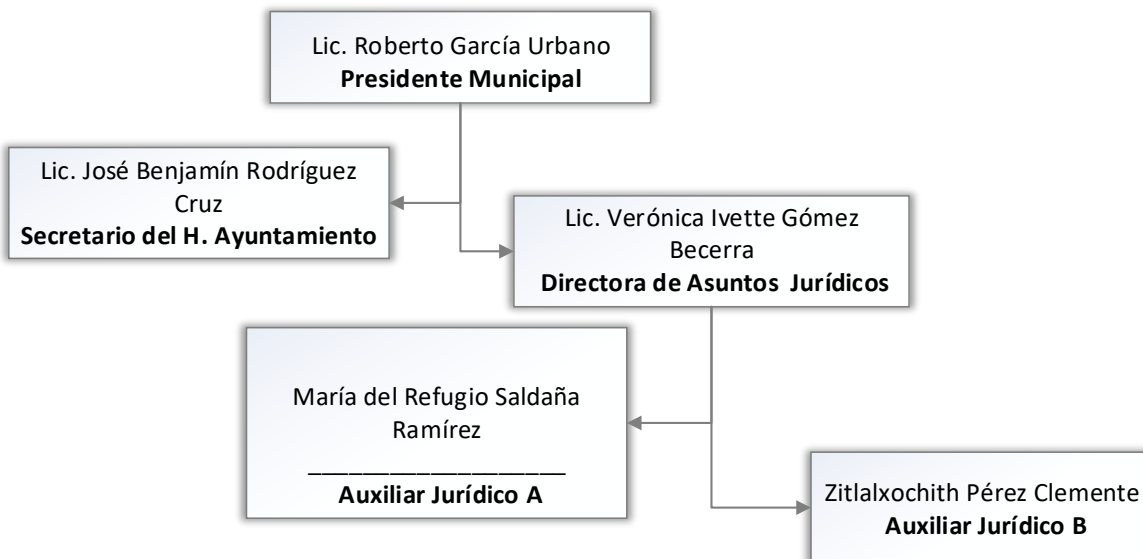 Lic. Roberto García Urbano
Presidente Municipal
Lic. José Benjamín Rodríguez
Cruz
Secretario del H. Ayuntamiento
Lic. Verónica Ivette Gómez
Becerra
Directora de Asuntos  Jurídicos
María del Refugio Saldaña
Ramírez
___________________
Auxiliar Jurídico A
Zitlalxochith Pérez Clemente
Auxiliar Jurídico B